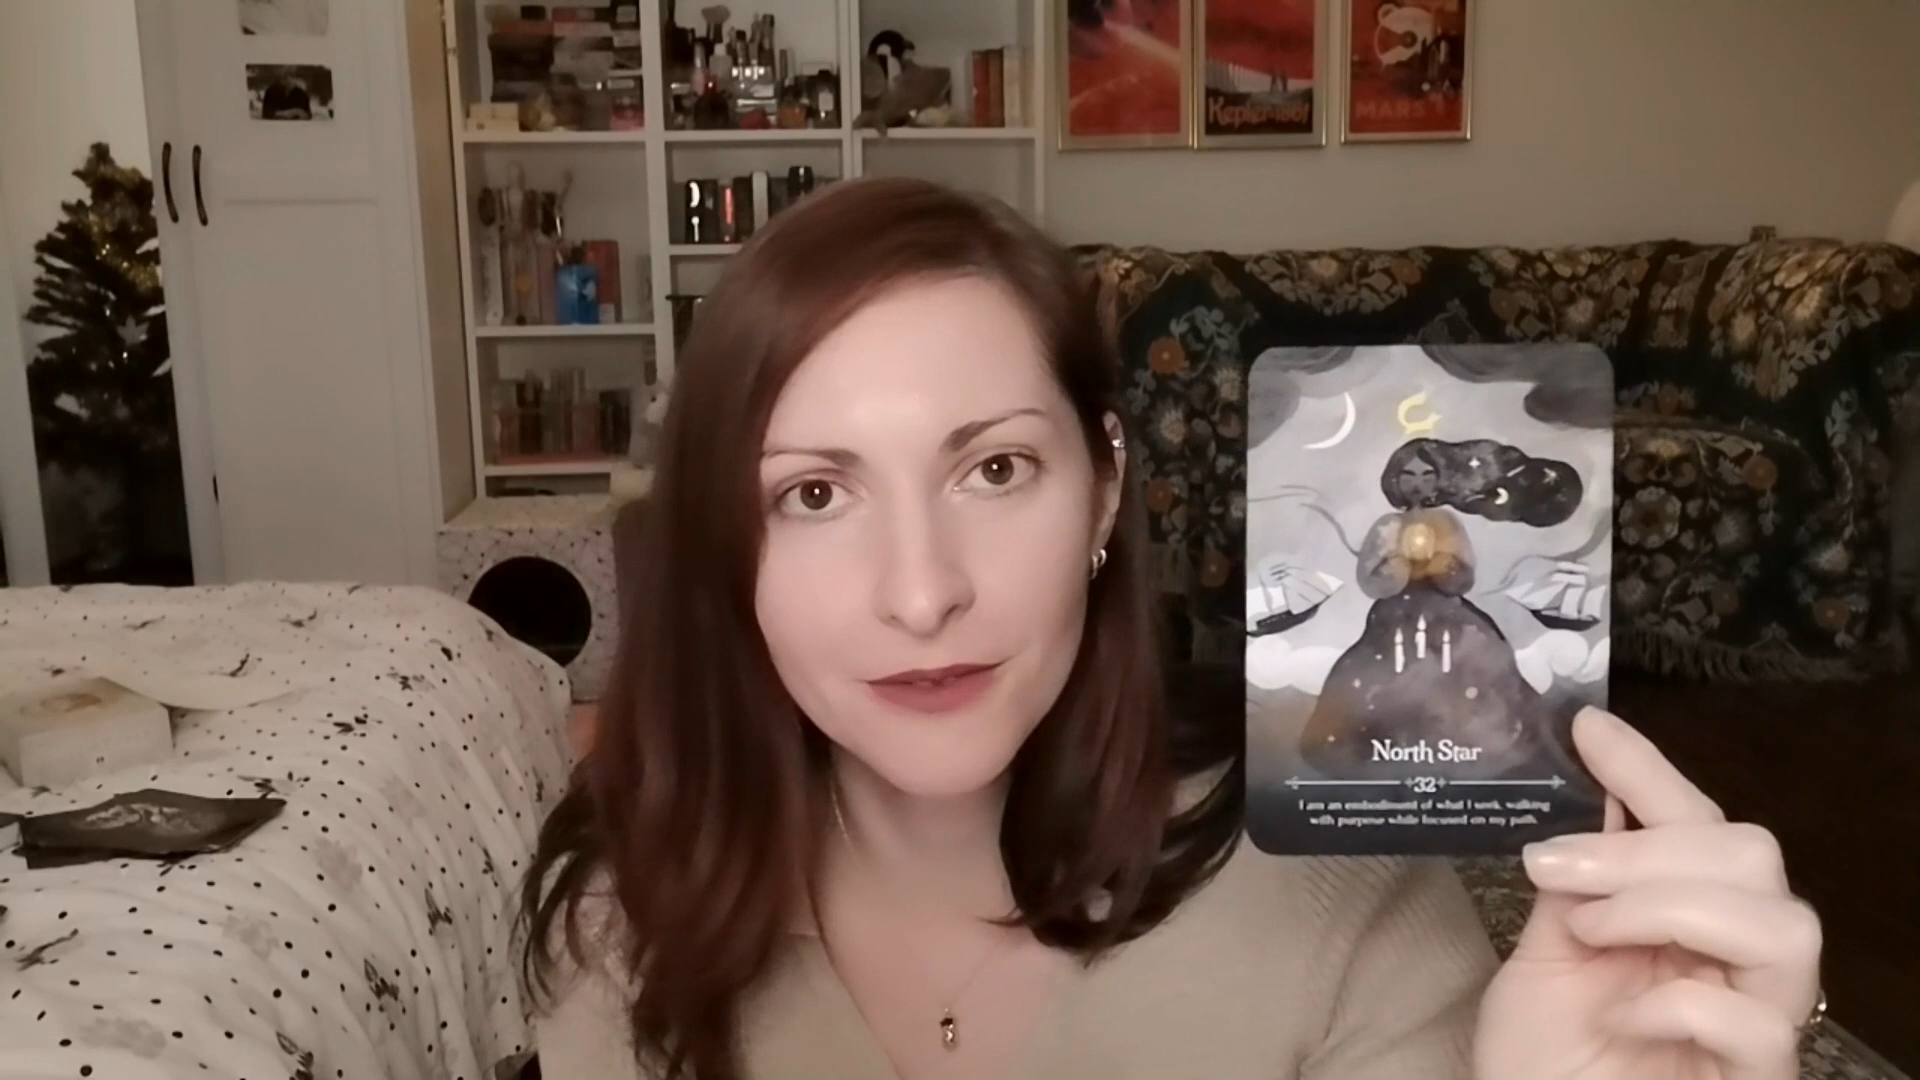 Kepler-186f
MARS
North Star
32
I am an embodiment of what I seek, walking
with purpose while focused on my path.